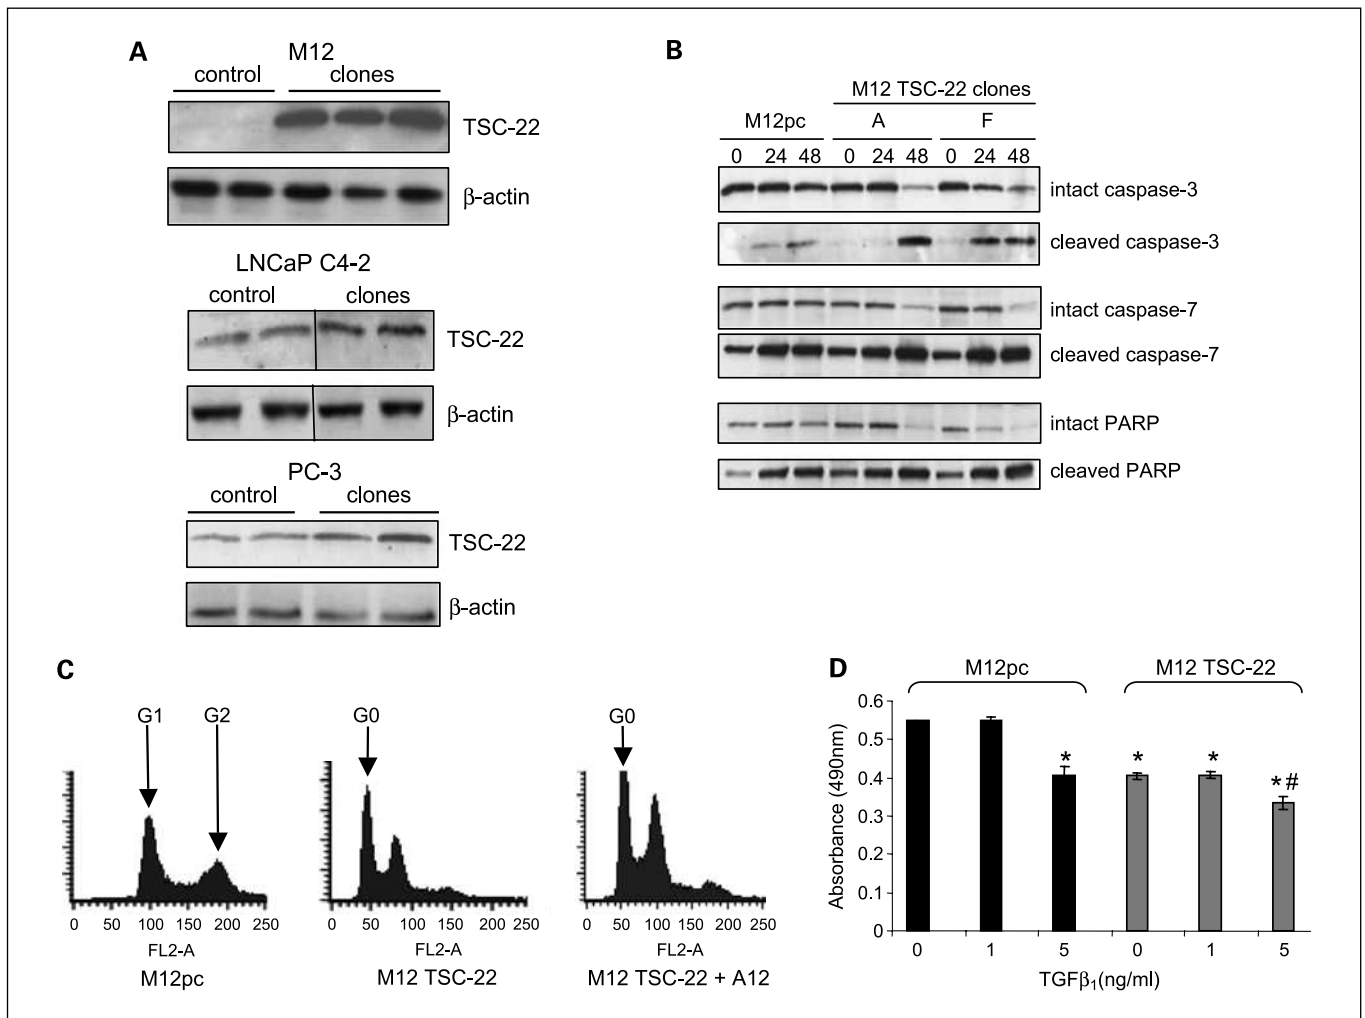 A
M12
control clones
TSC-22
β-actin
LNCaP C4-2
control clones
TSC-22
β-actin
PC-3
control clones
TSC-22
β-actin
B
M12 TSC-22 clones
M12pc A F
0 24 48 0 24 48 0 24 48
intact caspase-3
cleaved caspase-3
intact caspase-7
cleaved caspase-7
intact PARP
cleaved PARP
C
G1 G2
0 50 100 150 200 250
FL2-A
M12pc
G0
0 50 100 150 200 250
FL2-A
M12 TSC-22
G0
0 50 100 150 200 250
FL2-A
M12 TSC-22 + A12
D
M12pc M12 TSC-22
Absorbance (490nm)
0.6
0.5
0.4
0.3
0.2
0.1
0
* * * *#
0 1 5 0 1 5
TGFβ₁(ng/ml)